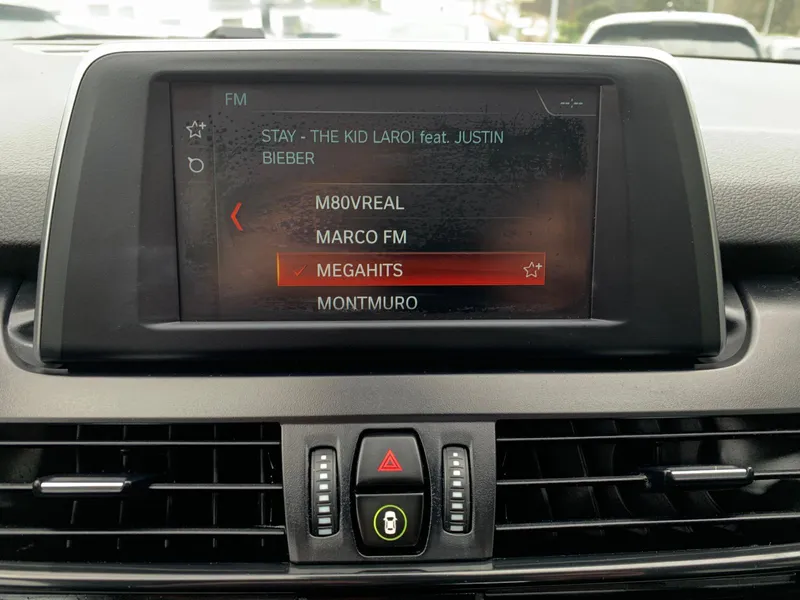 FM
--:--
STAY - THE KID LAROI feat. JUSTIN
BIEBER
M80VREAL
MARCO FM
MEGAHITS
MONTMURO